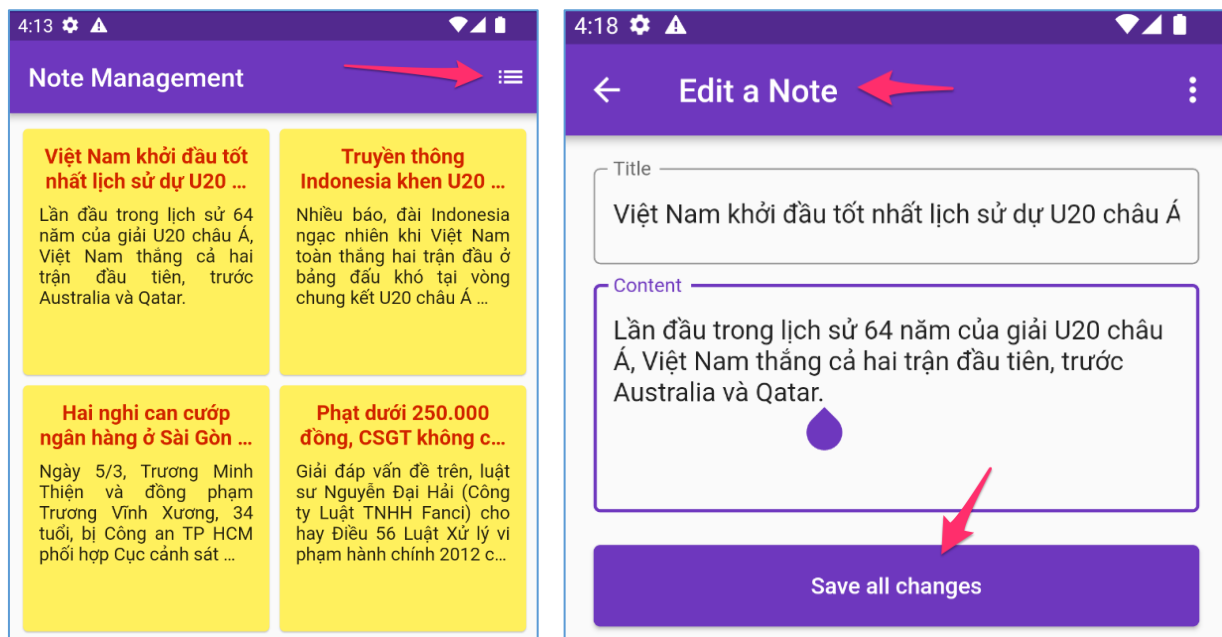 4:13
Note Management
Việt Nam khởi đầu tốt
nhất lịch sử dự U20 ...
Lần đầu trong lịch sử 64
năm của giải U20 châu Á,
Việt Nam thắng cả hai
trận đầu tiên, trước
Australia và Qatar.
Truyền thông
Indonesia khen U20 ...
Nhiều báo, đài Indonesia
ngạc nhiên khi Việt Nam
toàn thắng hai trận đầu ở
bảng đấu khó tại vòng
chung kết U20 châu Á ...
Hai nghi can cướp
ngân hàng ở Sài Gòn ...
Ngày 5/3, Trương Minh
Thiện và đồng phạm
Trương Vĩnh Xương, 34
tuổi, bị Công an TP HCM
phối hợp Cục cảnh sát ...
Phạt dưới 250.000
đồng, CSGT không c...
Giải đáp vấn đề trên, luật
sư Nguyễn Đại Hải (Công
ty Luật TNHH Fanci) cho
hay Điều 56 Luật Xử lý vi
phạm hành chính 2012 c...
4:18
Edit a Note
Title
Việt Nam khởi đầu tốt nhất lịch sử dự U20 châu Á
Content
Lần đầu trong lịch sử 64 năm của giải U20 châu
Á, Việt Nam thắng cả hai trận đầu tiên, trước
Australia và Qatar.
Save all changes